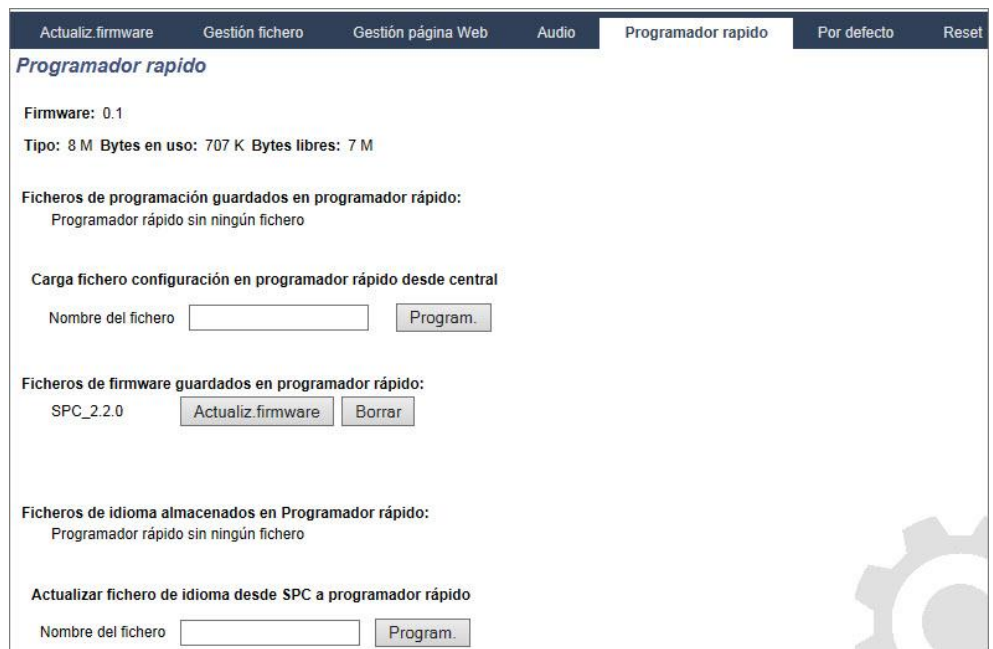 Actualiz.firmware Gestión fichero Gestión página Web Audio Programador rapido Por defecto Reset
Programador rapido
Firmware: 0.1
Tipo: 8 M Bytes en uso: 707 K Bytes libres: 7 M
Ficheros de programación guardados en programador rápido:
Programador rápido sin ningún fichero
Carga fichero configuración en programador rápido desde central
Nombre del fichero Program.
Ficheros de firmware guardados en programador rápido:
SPC_2.2.0 Actualiz.firmware Borrar
Ficheros de idioma almacenados en Programador rápido:
Programador rápido sin ningún fichero
Actualizar fichero de idioma desde SPC a programador rápido
Nombre del fichero Program.